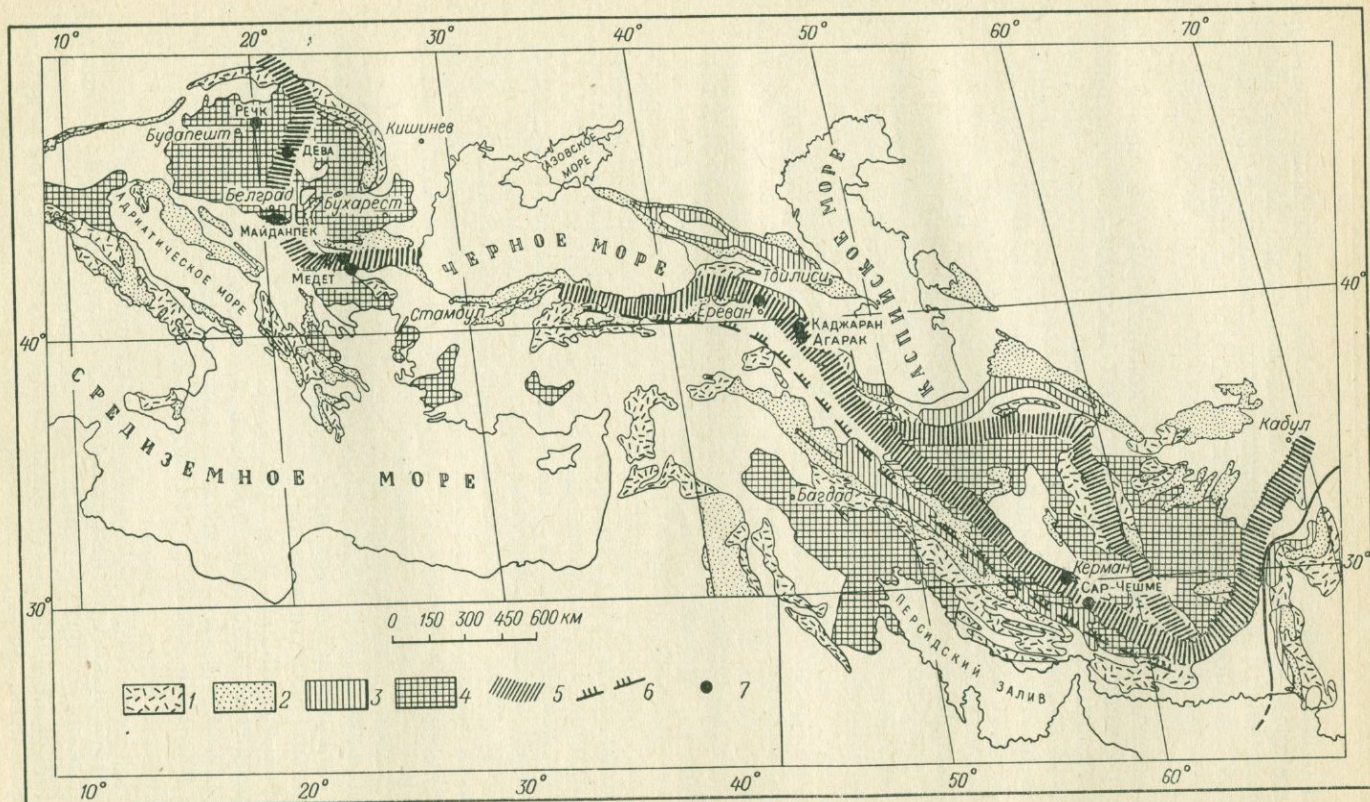 10° 20° 30° 40° 50° 60° 70°
РЕЧК
Будапешт
Кишинев
ДЕВА
АЗОВСКОЕ
МОРЕ
Белград
Бухарест
АДРИАТИЧЕСКОЕ МОРЕ
МАЙДАНПЕК
ЧЕРНОЕ МОРЕ
КАСПИЙСКОЕ МОРЕ
МЕДЕТ
Тбилиси
40°
Стамбул
Ереван
КАДЖАРАН
АГАРАК
40°
СРЕДИЗЕМНОЕ МОРЕ
Кабул
Багдад
30°
Керман
САР-ЧЕШМЕ
30°
ПЕРСИДСКИЙ ЗАЛИВ
0 150 300 450 600 км
1 2 3 4 5 6 7
10° 20° 30° 40° 50° 60°